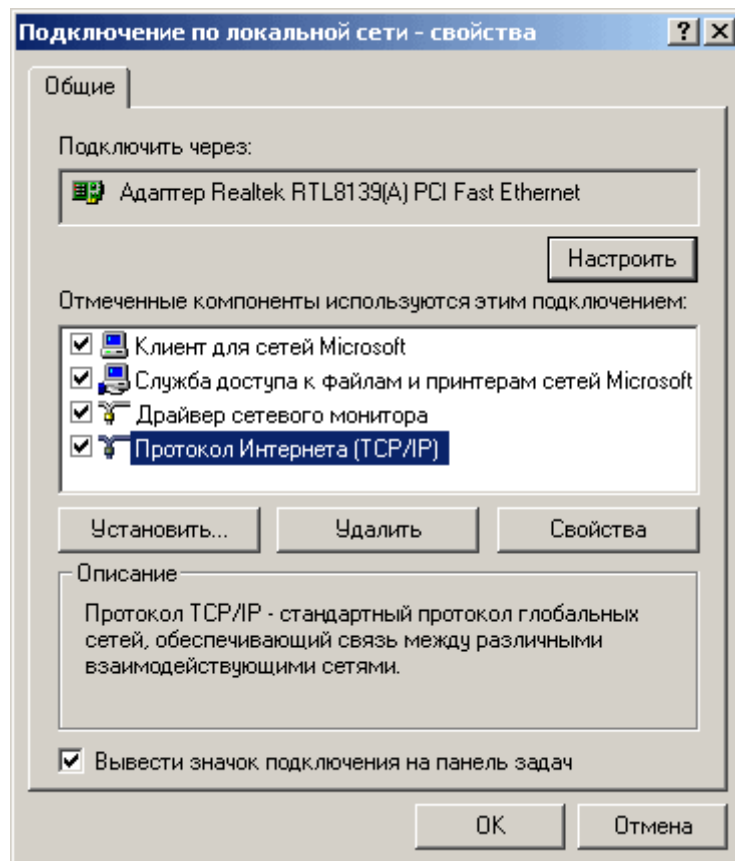 Подключение по локальной сети - свойства
Общие
Подключить через:
Адаптер Realtek RTL8139(A) PCI Fast Ethernet
Настроить
Отмеченные компоненты используются этим подключением:
Клиент для сетей Microsoft
Служба доступа к файлам и принтерам сетей Microsoft
Драйвер сетевого монитора
Протокол Интернета (TCP/IP)
Установить... Удалить Свойства
Описание
Протокол TCP/IP - стандартный протокол глобальных
сетей, обеспечивающий связь между различными
взаимодействующими сетями.
Вывести значок подключения на панель задач
OK Отмена